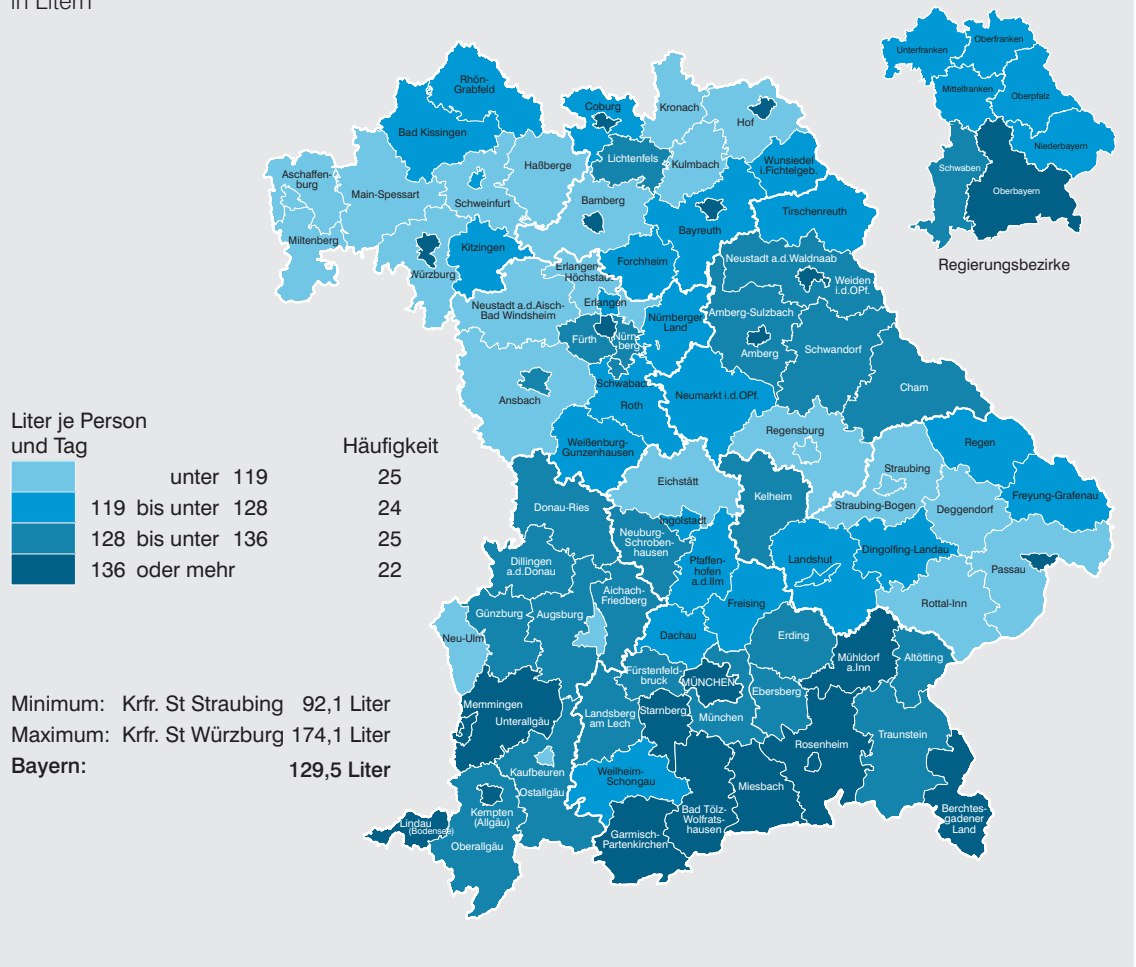 in Litern
Unterfranken
Oberfranken
Mittelfranken
Oberpfalz
Niederbayern
Schwaben
Oberbayern
Regierungsbezirke
Rhön-
Grabfeld
Bad Kissingen
Coburg
Kronach
Hof
Lichtenfels
Kulmbach
Wunsiedel
i.Fichtelgeb.
Aschaffen-
burg
Main-Spessart
Haßberge
Schweinfurt
Bamberg
Bayreuth
Tirschenreuth
Miltenberg
Würzburg
Kitzingen
Forchheim
Erlangen-
Höchstadt
Neustadt a.d.Waldnaab
Weiden
i.d.OPf.
Neustadt a.d.Aisch-
Bad Windsheim
Erlangen
Nürnberger
Land
Amberg-Sulzbach
Fürth
Nürn-
berg
Amberg
Schwandorf
Cham
Ansbach
Schwabach
Roth
Neumarkt i.d.OPf.
Weißenburg-
Gunzenhausen
Regensburg
Regen
Straubing
Straubing-Bogen
Freyung-Grafenau
Deggendorf
Eichstätt
Kelheim
Donau-Ries
Ingolstadt
Neuburg-
Schroben-
hausen
Pfaffen-
hofen
a.d.Ilm
Landshut
Dingolfing-Landau
Passau
Dillingen
a.d.Donau
Aichach-
Friedberg
Freising
Rottal-Inn
Günzburg
Augsburg
Neu-Ulm
Dachau
Erding
Mühldorf
a.Inn
Altötting
Fürstenfeld-
bruck
MÜNCHEN
Ebersberg
Memmingen
Unterallgäu
Landsberg
am Lech
Starnberg
München
Rosenheim
Traunstein
Kaufbeuren
Ostallgäu
Weilheim-
Schongau
Miesbach
Bad Tölz-
Wolfrats-
hausen
Berchtes-
gadener
Land
Kempten
(Allgäu)
Lindau
(Bodensee)
Oberallgäu
Garmisch-
Partenkirchen
Liter je Person
und Tag Häufigkeit
unter 119 25
119 bis unter 128 24
128 bis unter 136 25
136 oder mehr 22
Minimum: Krfr. St Straubing 92,1 Liter
Maximum: Krfr. St Würzburg 174,1 Liter
Bayern: 129,5 Liter